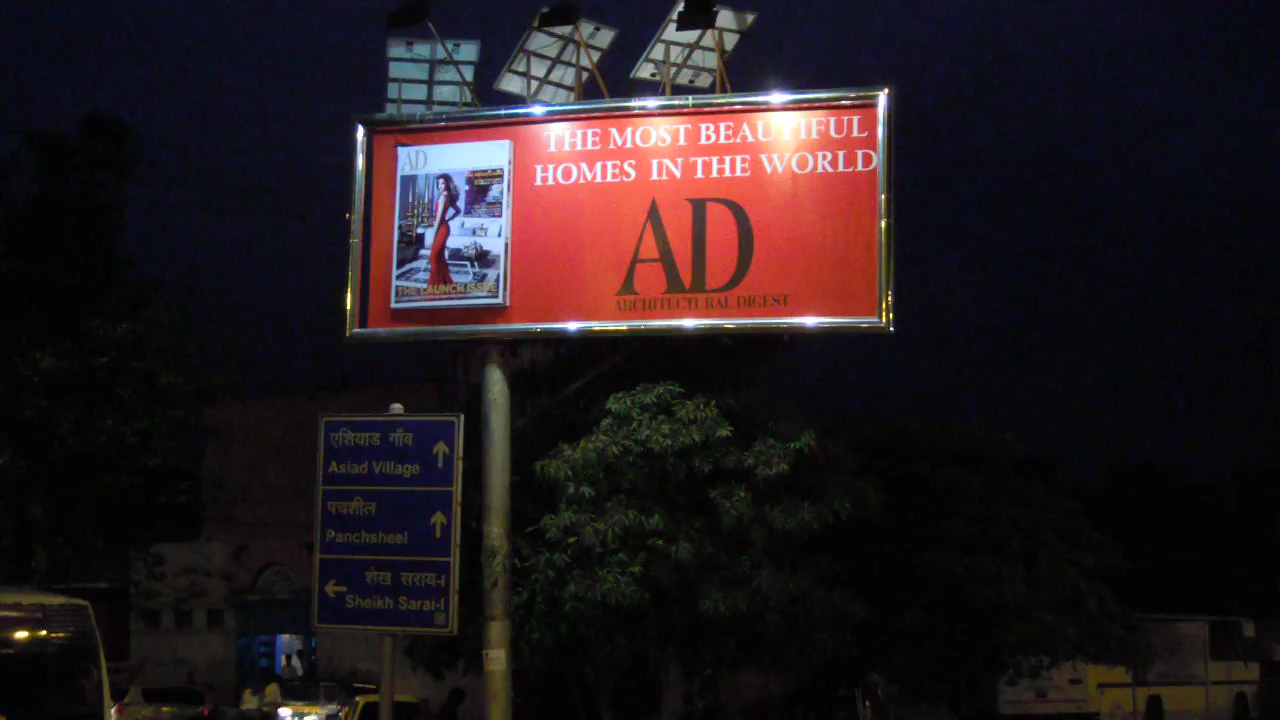 THE MOST BEAUTIFUL
HOMES IN THE WORLD
AD
THE LAUNCH ISSUE
AD
ARCHITECTURAL DIGEST
एशियाड गाँव
Asiad Village
पंचशील
Panchsheel
शेख सराय-I
Sheikh Sarai-I